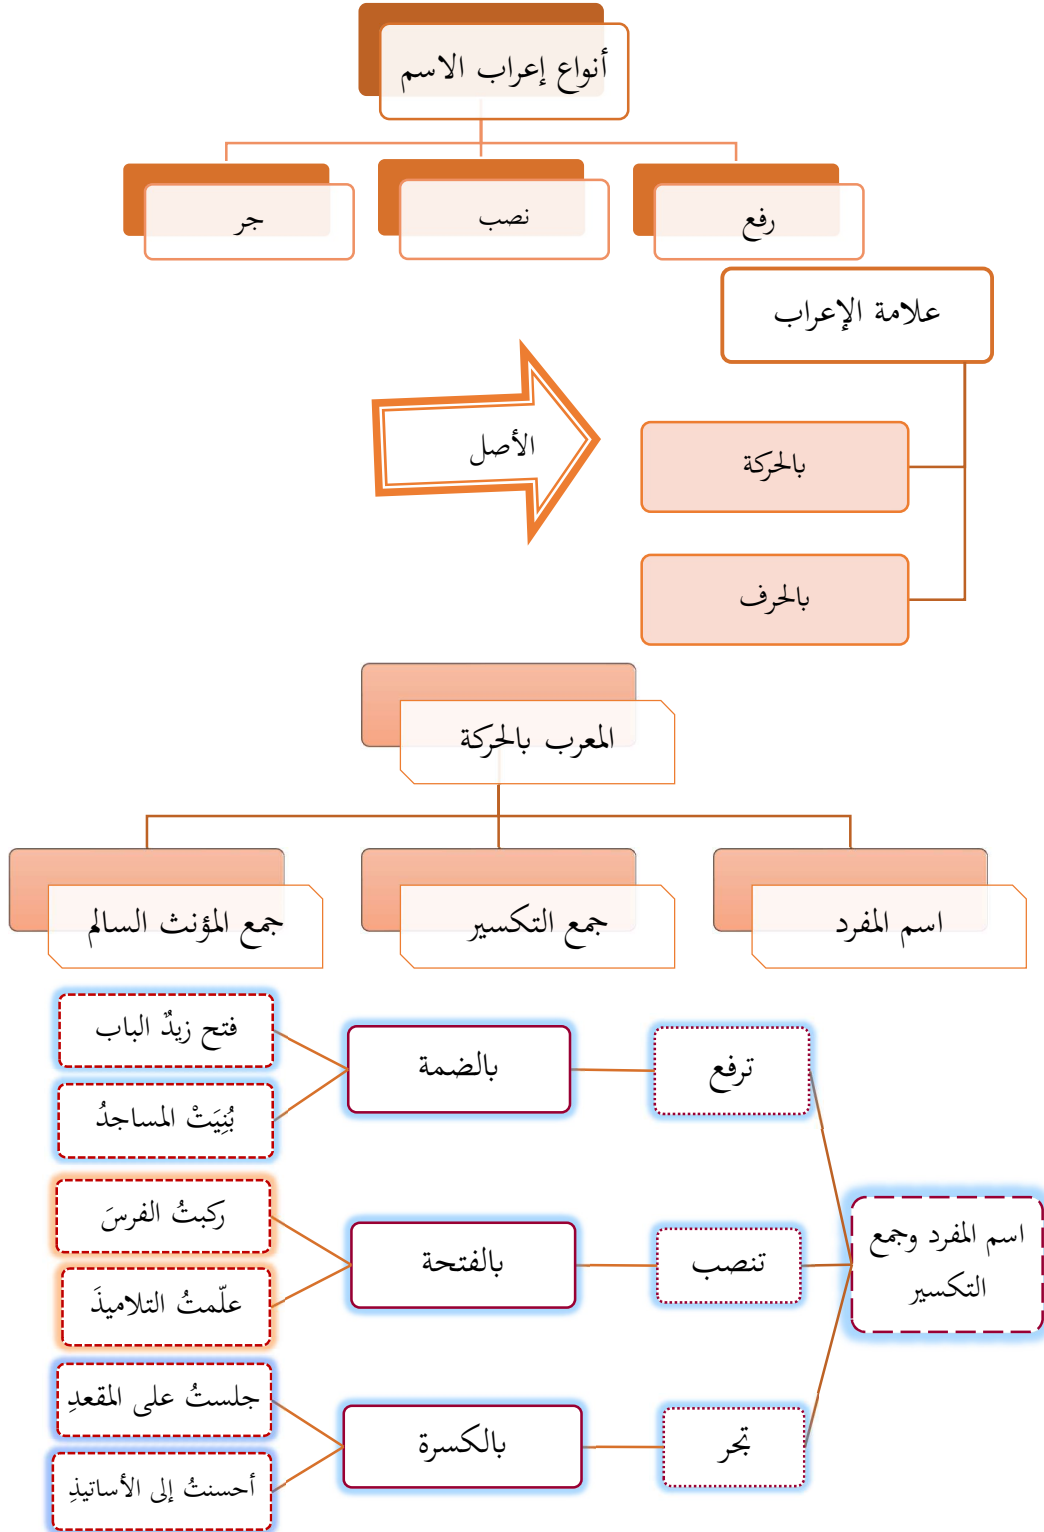 أنواع إعراب الاسم
رفع
نصب
جر
علامة الإعراب
الأصل
بالحركة
بالحرف
المعرب بالحركة
اسم المفرد
جمع التكسير
جمع المؤنث السالم
اسم المفرد وجمع
التكسير
ترفع
بالضمة
فتح زيدٌ الباب
بُنِيَتْ المساجدُ
تنصب
بالفتحة
ركبتُ الفرسَ
علّمتُ التلاميذَ
تجر
بالكسرة
جلستُ على المقعدِ
أحسنتُ إلى الأساتيذِ